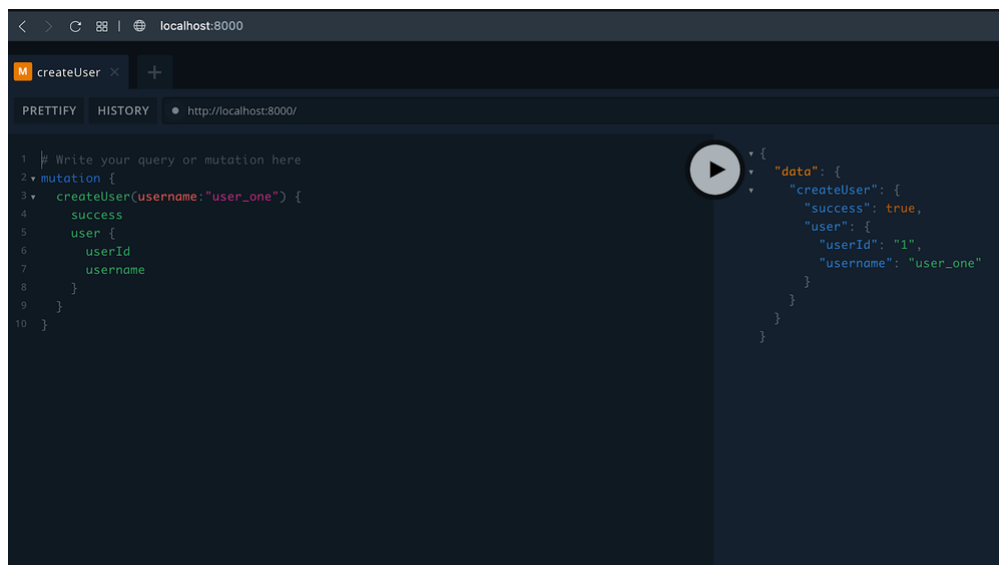 localhost:8000
M createUser
PRETTIFY HISTORY http://localhost:8000/
1 # Write your query or mutation here
2 mutation {
3 createUser(username:"user_one") {
4 success
5 user {
6 userId
7 username
8 }
9 }
10 }
{
"data": {
"createUser": {
"success": true,
"user": {
"userId": "1",
"username": "user_one"
}
}
}
}